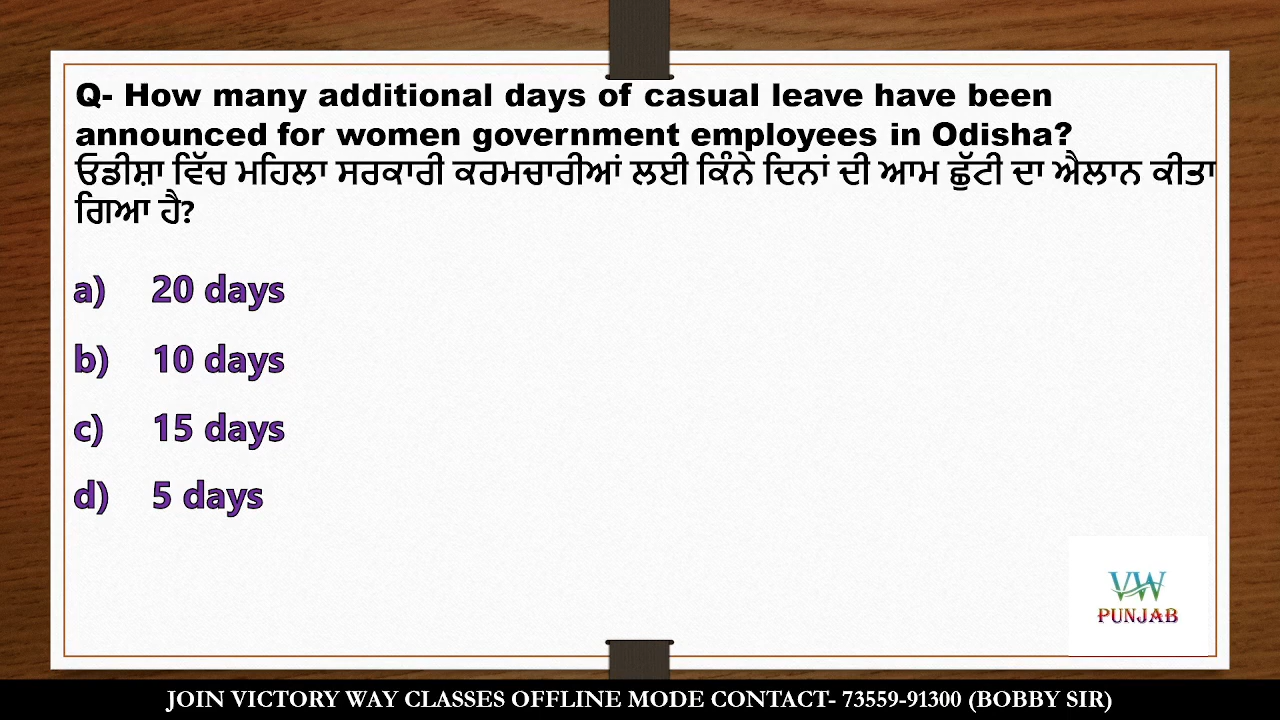 Q- How many additional days of casual leave have been
announced for women government employees in Odisha?
ਓਡੀਸ਼ਾ ਵਿੱਚ ਮਹਿਲਾ ਸਰਕਾਰੀ ਕਰਮਚਾਰੀਆਂ ਲਈ ਕਿੰਨੇ ਦਿਨਾਂ ਦੀ ਆਮ ਛੁੱਟੀ ਦਾ ਐਲਾਨ ਕੀਤਾ
ਗਿਆ ਹੈ?
a) 20 days
b) 10 days
c) 15 days
d) 5 days
VW
PUNJAB
JOIN VICTORY WAY CLASSES OFFLINE MODE CONTACT- 73559-91300 (BOBBY SIR)